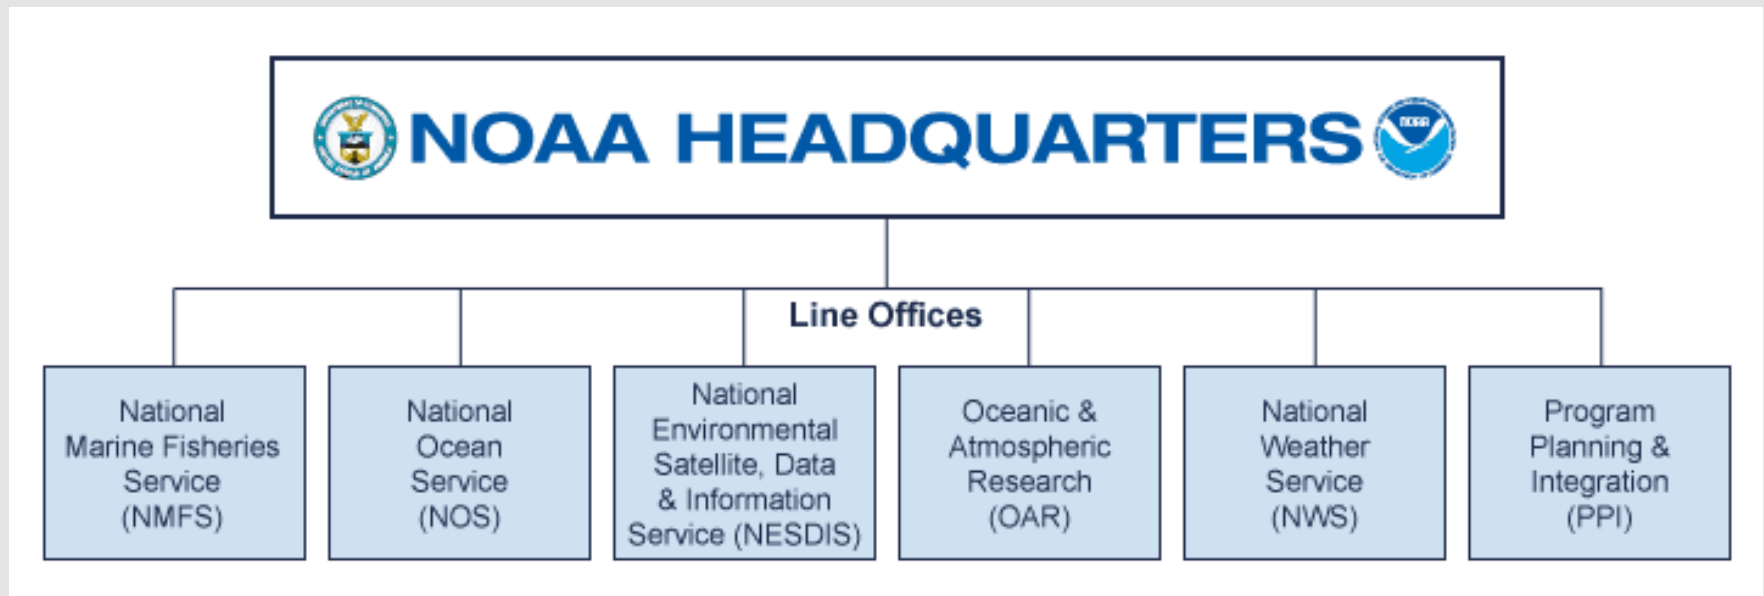 NOAA HEADQUARTERS
NOAA
Line Offices
National
Marine Fisheries
Service
(NMFS)
National
Ocean
Service
(NOS)
National
Environmental
Satellite, Data
& Information
Service (NESDIS)
Oceanic &
Atmospheric
Research
(OAR)
National
Weather
Service
(NWS)
Program
Planning &
Integration
(PPI)